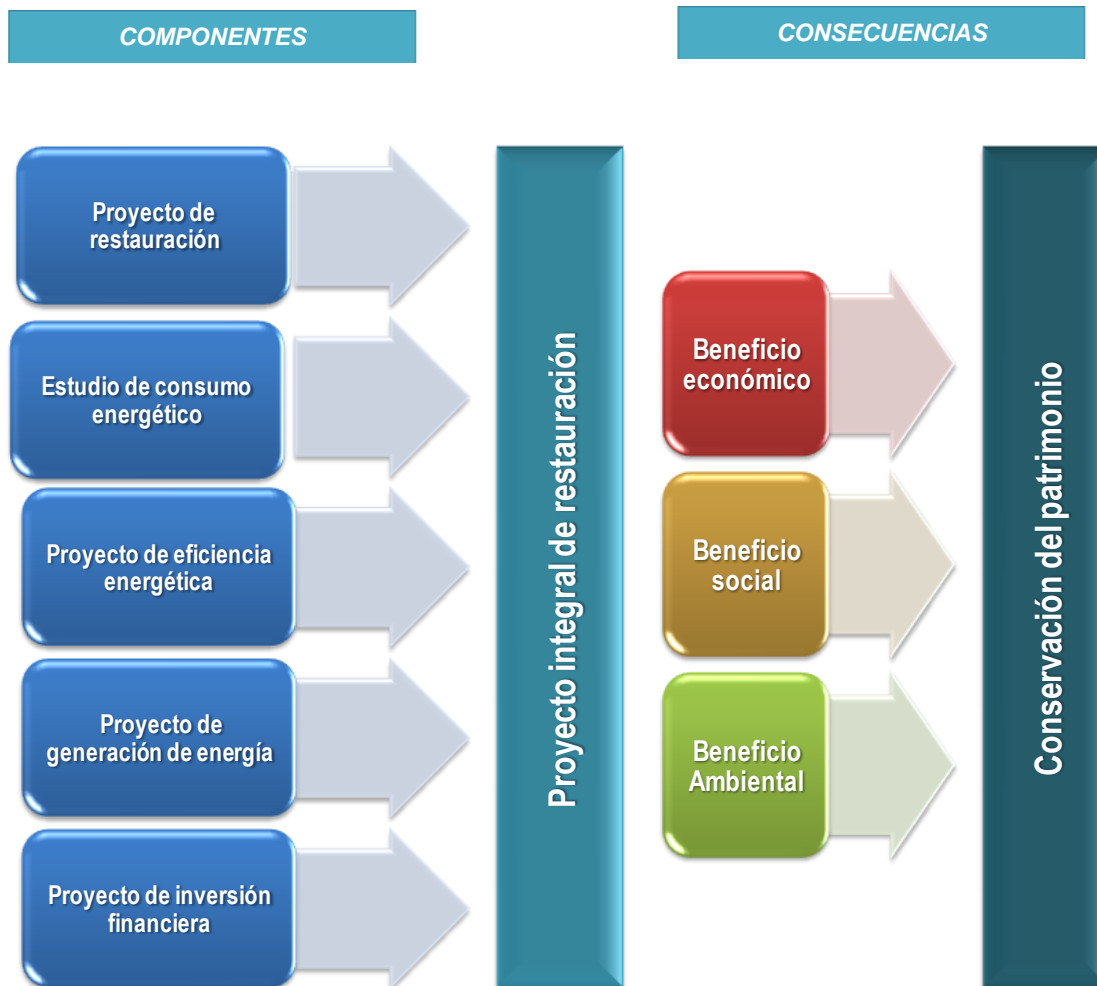 COMPONENTES
CONSECUENCIAS
Proyecto de
restauración
Estudio de consumo
energético
Proyecto de eficiencia
energética
Proyecto de
generación de energía
Proyecto de inversión
financiera
Proyecto integral de restauración
Beneficio
económico
Beneficio
social
Beneficio
Ambiental
Conservación del patrimonio